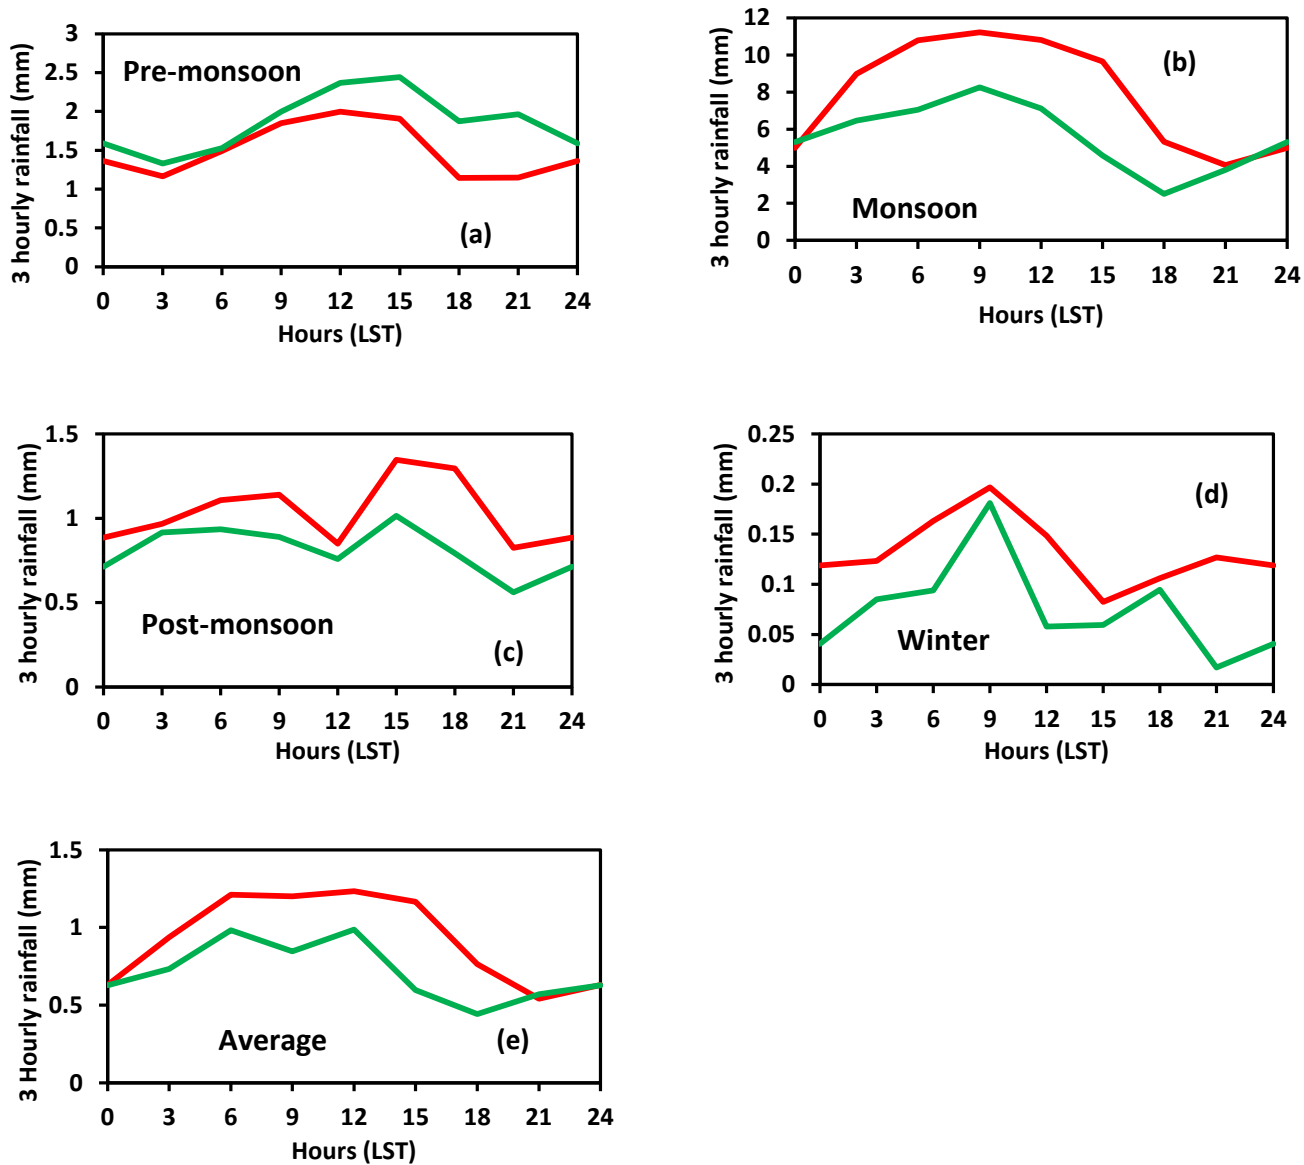 3 hourly rainfall (mm)
3
2.5
2
1.5
1
0.5
0
Pre-monsoon
(a)
0 3 6 9 12 15 18 21 24
Hours (LST)
3 hourly rainfall (mm)
12
10
8
6
4
2
0
(b)
Monsoon
0 3 6 9 12 15 18 21 24
Hours (LST)
3 hourly rainfall (mm)
1.5
1
0.5
0
Post-monsoon
(c)
0 3 6 9 12 15 18 21 24
Hours (LST)
3 hourly rainfall (mm)
0.25
0.2
0.15
0.1
0.05
0
(d)
Winter
0 3 6 9 12 15 18 21 24
Hours (LST)
3 Hourly rainfall (mm)
1.5
1
0.5
0
Average
(e)
0 3 6 9 12 15 18 21 24
Hours (LST)